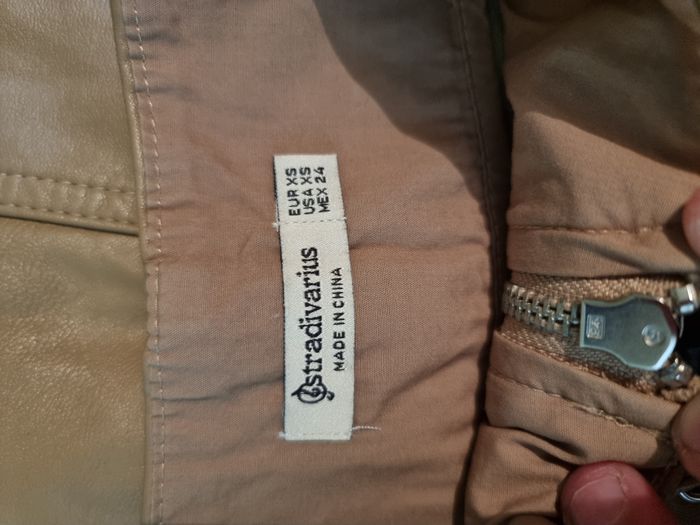 stradivarius
MADE IN CHINA
EUR XS
USA XS
MEX 24